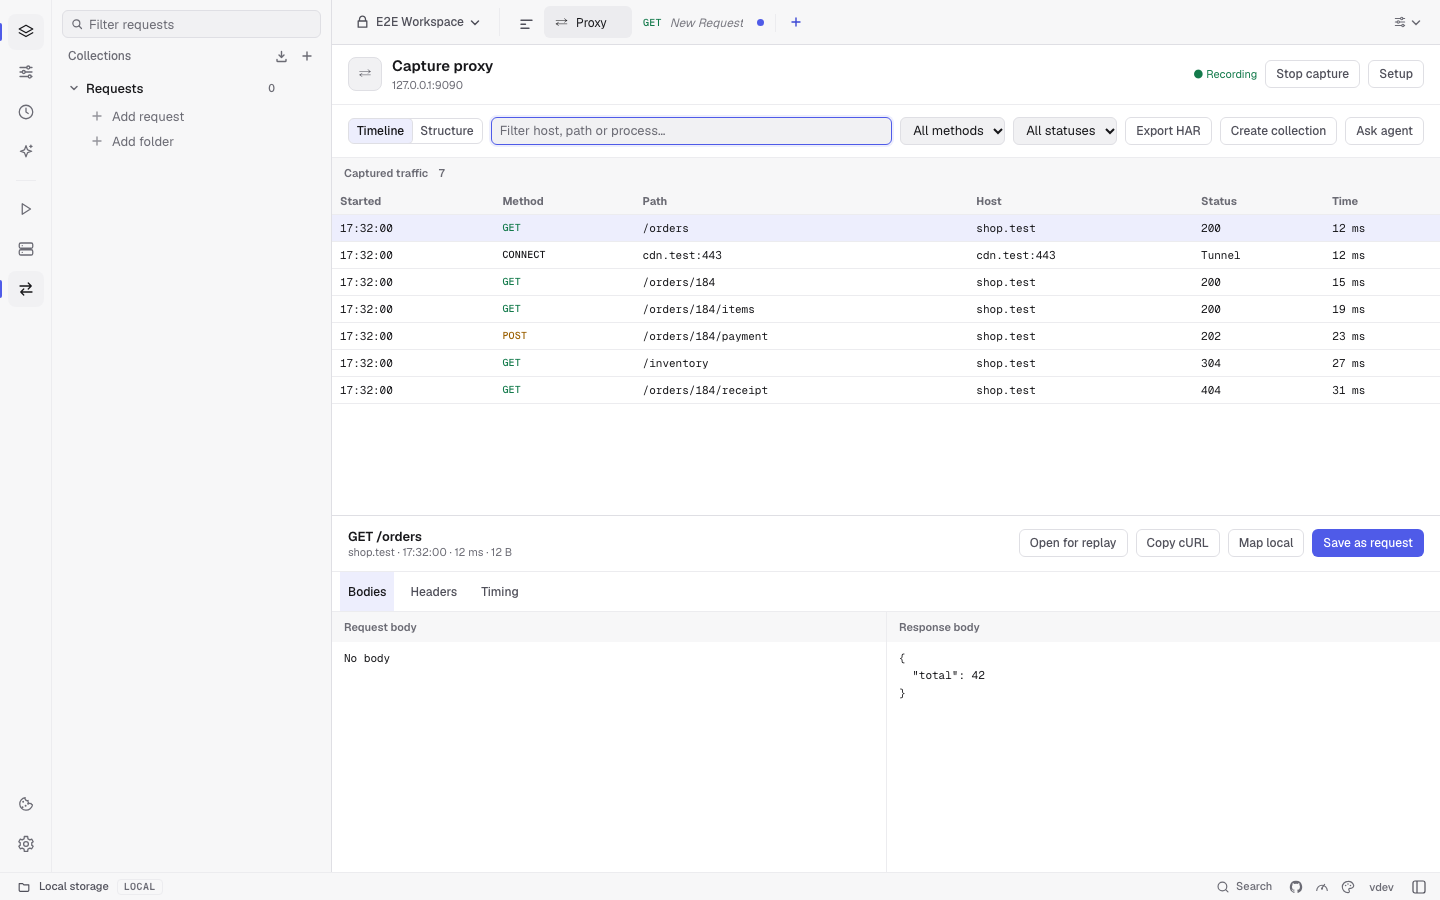 Filter requests
Collections
Requests 0
Add request
Add folder
E2E Workspace
Proxy
GET New Request
Capture proxy
127.0.0.1:9090
Recording
Stop capture
Setup
Timeline
Structure
Filter host, path or process...
All methods
All statuses
Export HAR
Create collection
Ask agent
Captured traffic 7
Started Method Path Host Status Time
17:32:00 GET /orders shop.test 200 12 ms
17:32:00 CONNECT cdn.test:443 cdn.test:443 Tunnel 12 ms
17:32:00 GET /orders/184 shop.test 200 15 ms
17:32:00 GET /orders/184/items shop.test 200 19 ms
17:32:00 POST /orders/184/payment shop.test 202 23 ms
17:32:00 GET /inventory shop.test 304 27 ms
17:32:00 GET /orders/184/receipt shop.test 404 31 ms
GET /orders
shop.test · 17:32:00 · 12 ms · 12 B
Open for replay
Copy cURL
Map local
Save as request
Bodies
Headers
Timing
Request body
No body
Response body
{
"total": 42
}
Local storage
LOCAL
Search
vdev